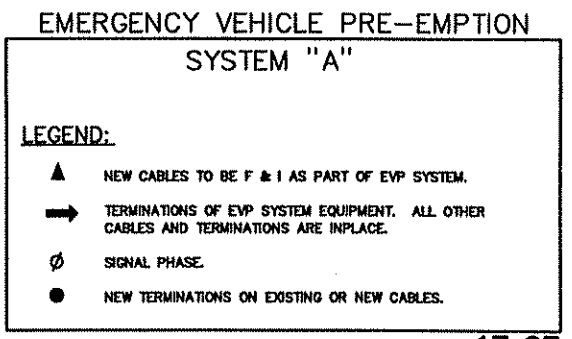 EMERGENCY VEHICLE PRE-EMPTION
SYSTEM "A"
LEGEND:
NEW CABLES TO BE F & I AS PART OF EVP SYSTEM.
TERMINATIONS OF EVP SYSTEM EQUIPMENT. ALL OTHER
CABLES AND TERMINATIONS ARE INPLACE.
Ø SIGNAL PHASE.
NEW TERMINATIONS ON EXISTING OR NEW CABLES.